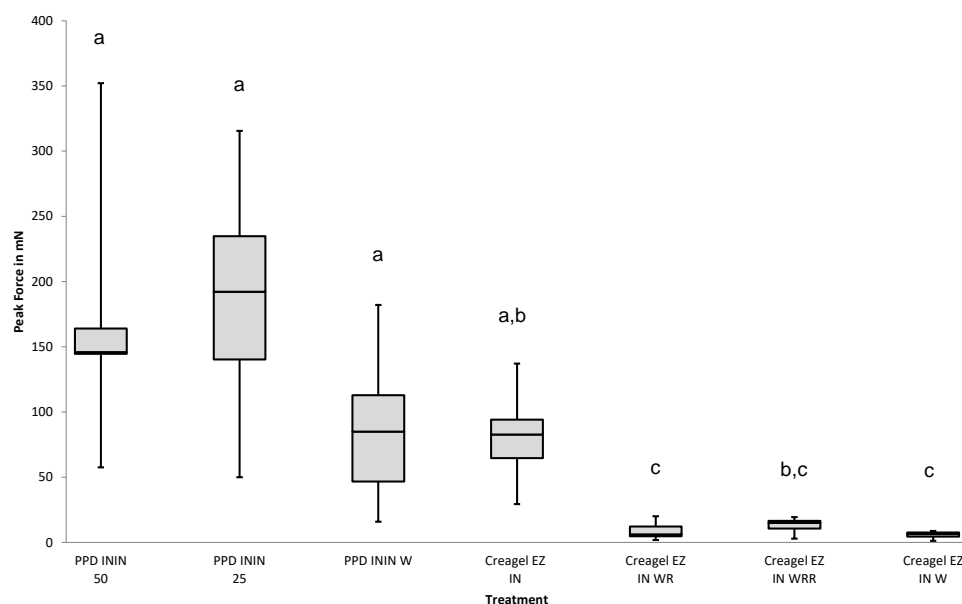 400
350
300
250
200
150
100
50
0
Peak Force in mN
a
a
a
a,b
c
b,c
c
PPD ININ
50
PPD ININ
25
PPD ININ W
Creagel EZ
IN
Creagel EZ
IN WR
Creagel EZ
IN WRR
Creagel EZ
IN W
Treatment